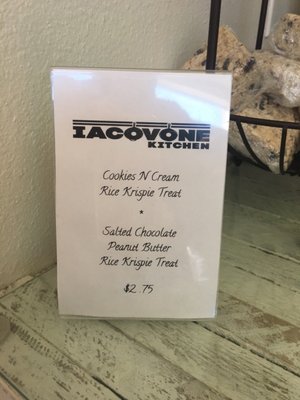 IACOVONE
KITCHEN
Cookies N Cream
Rice Krispie Treat
*
Salted Chocolate
Peanut Butter
Rice Krispie Treat
$2.75